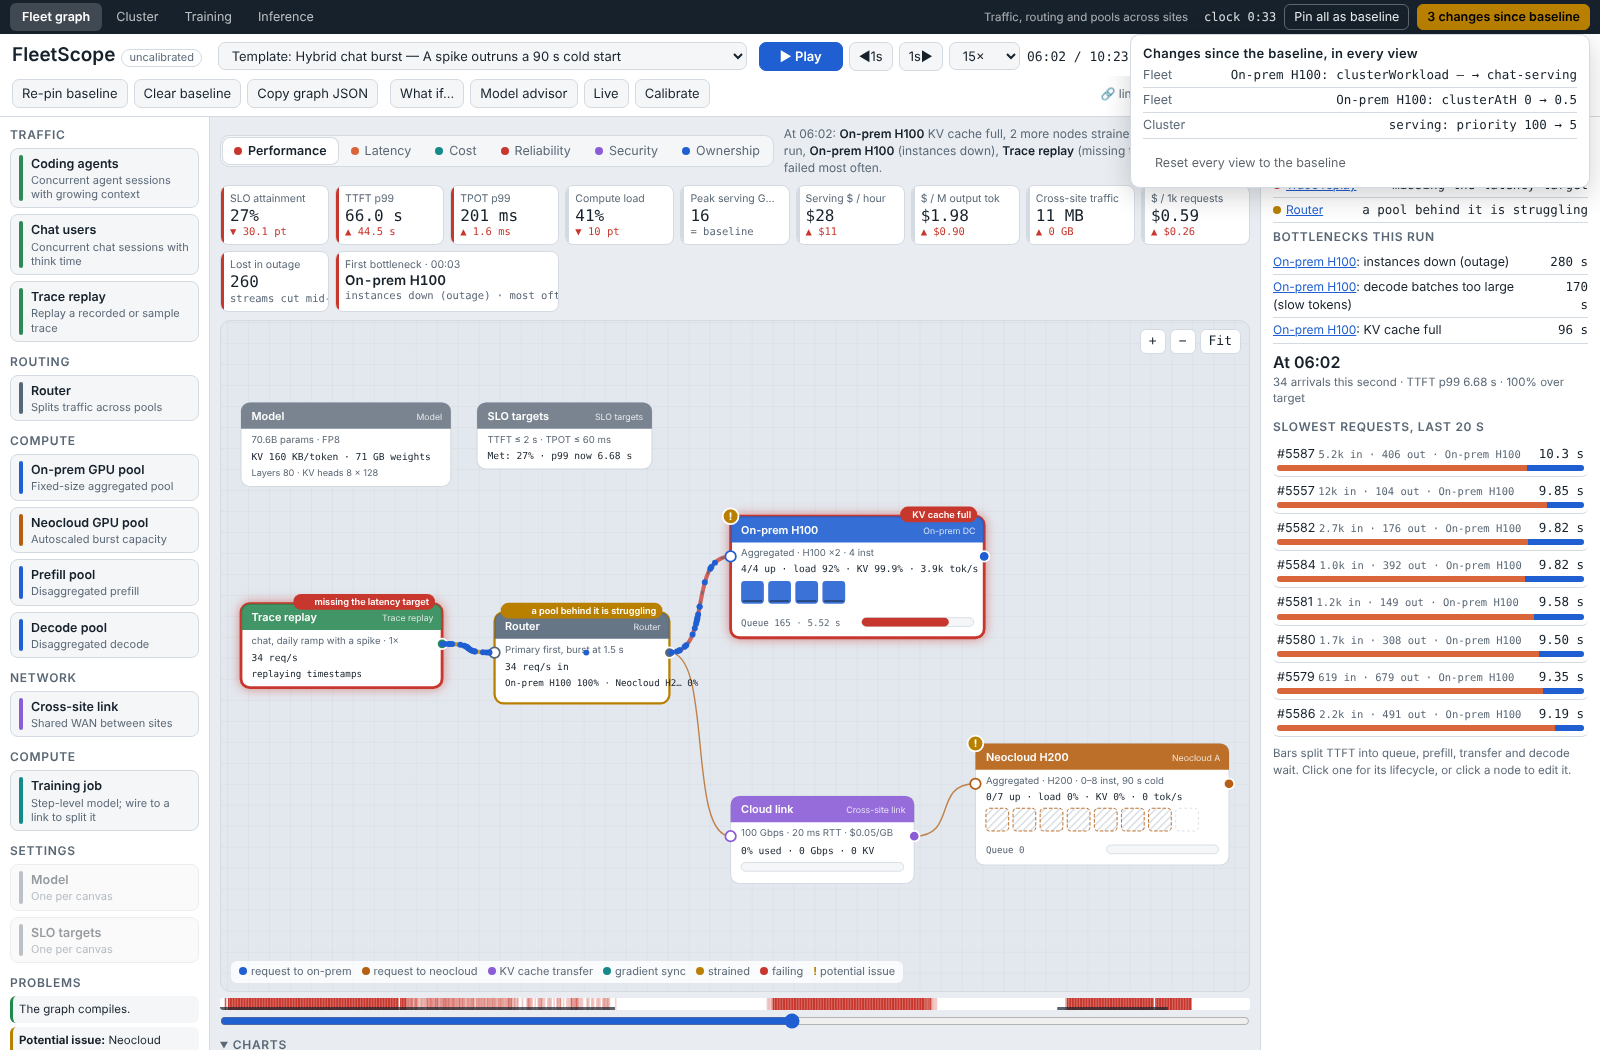 Fleet graph
Cluster
Training
Inference
Traffic, routing and pools across sites
clock 0:33
Pin all as baseline
3 changes since baseline
FleetScope
uncalibrated
Template: Hybrid chat burst — A spike outruns a 90 s cold start
▶ Play
◀1s
1s▶
15×
06:02 / 10:23
Re-pin baseline
Clear baseline
Copy graph JSON
What if...
Model advisor
Live
Calibrate
Changes since the baseline, in every view
Fleet On-prem H100: clusterWorkload — → chat-serving
Fleet On-prem H100: clusterAtH 0 → 0.5
Cluster serving: priority 100 → 5
Reset every view to the baseline
TRAFFIC
Coding agents
Concurrent agent sessions
with growing context
Chat users
Concurrent chat sessions with
think time
Trace replay
Replay a recorded or sample
trace
ROUTING
Router
Splits traffic across pools
COMPUTE
On-prem GPU pool
Fixed-size aggregated pool
Neocloud GPU pool
Autoscaled burst capacity
Prefill pool
Disaggregated prefill
Decode pool
Disaggregated decode
NETWORK
Cross-site link
Shared WAN between sites
COMPUTE
Training job
Step-level model; wire to a
link to split it
SETTINGS
Model
One per canvas
SLO targets
One per canvas
PROBLEMS
The graph compiles.
Potential issue: Neocloud
Performance
Latency
Cost
Reliability
Security
Ownership
At 06:02: On-prem H100 KV cache full, 2 more nodes straine
run, On-prem H100 (instances down), Trace replay (missing
failed most often.
SLO attainment
27%
▼ 30.1 pt
TTFT p99
66.0 s
▲ 44.5 s
TPOT p99
201 ms
▲ 1.6 ms
Compute load
41%
▼ 10 pt
Peak serving G…
16
= baseline
Serving $ / hour
$28
▲ $11
$ / M output tok
$1.98
▲ $0.90
Cross-site traffic
11 MB
▲ 0 GB
$ / 1k requests
$0.59
▲ $0.26
Lost in outage
260
streams cut mid-
First bottleneck · 00:03
On-prem H100
instances down (outage) · most oft
+
−
Fit
Model Model
70.6B params · FP8
KV 160 KB/token · 71 GB weights
Layers 80 · KV heads 8 × 128
SLO targets SLO targets
TTFT ≤ 2 s · TPOT ≤ 60 ms
Met: 27% · p99 now 6.68 s
KV cache full
!
On-prem H100 On-prem DC
Aggregated · H100 ×2 · 4 inst
4/4 up · load 92% · KV 99.9% · 3.9k tok/s
Queue 165 · 5.52 s
missing the latency target
Trace replay Trace replay
chat, daily ramp with a spike · 1×
34 req/s
replaying timestamps
a pool behind it is struggling
Router Router
Primary first, burst at 1.5 s
34 req/s in
On-prem H100 100% · Neocloud H2… 0%
Cloud link Cross-site link
100 Gbps · 20 ms RTT · $0.05/GB
0% used · 0 Gbps · 0 KV
!
Neocloud H200 Neocloud A
Aggregated · H200 · 0–8 inst, 90 s cold
0/7 up · load 0% · KV 0% · 0 tok/s
Queue 0
request to on-prem
request to neocloud
KV cache transfer
gradient sync
strained
failing
! potential issue
▼ CHARTS
Router a pool behind it is struggling
BOTTLENECKS THIS RUN
On-prem H100: instances down (outage) 280 s
On-prem H100: decode batches too large 170
(slow tokens) s
On-prem H100: KV cache full 96 s
At 06:02
34 arrivals this second · TTFT p99 6.68 s · 100% over
target
SLOWEST REQUESTS, LAST 20 S
#5587 5.2k in · 406 out · On-prem H100 10.3 s
#5557 12k in · 104 out · On-prem H100 9.85 s
#5582 2.7k in · 176 out · On-prem H100 9.82 s
#5584 1.0k in · 392 out · On-prem H100 9.82 s
#5581 1.2k in · 149 out · On-prem H100 9.58 s
#5580 1.7k in · 308 out · On-prem H100 9.50 s
#5579 619 in · 679 out · On-prem H100 9.35 s
#5586 2.2k in · 491 out · On-prem H100 9.19 s
Bars split TTFT into queue, prefill, transfer and decode
wait. Click one for its lifecycle, or click a node to edit it.